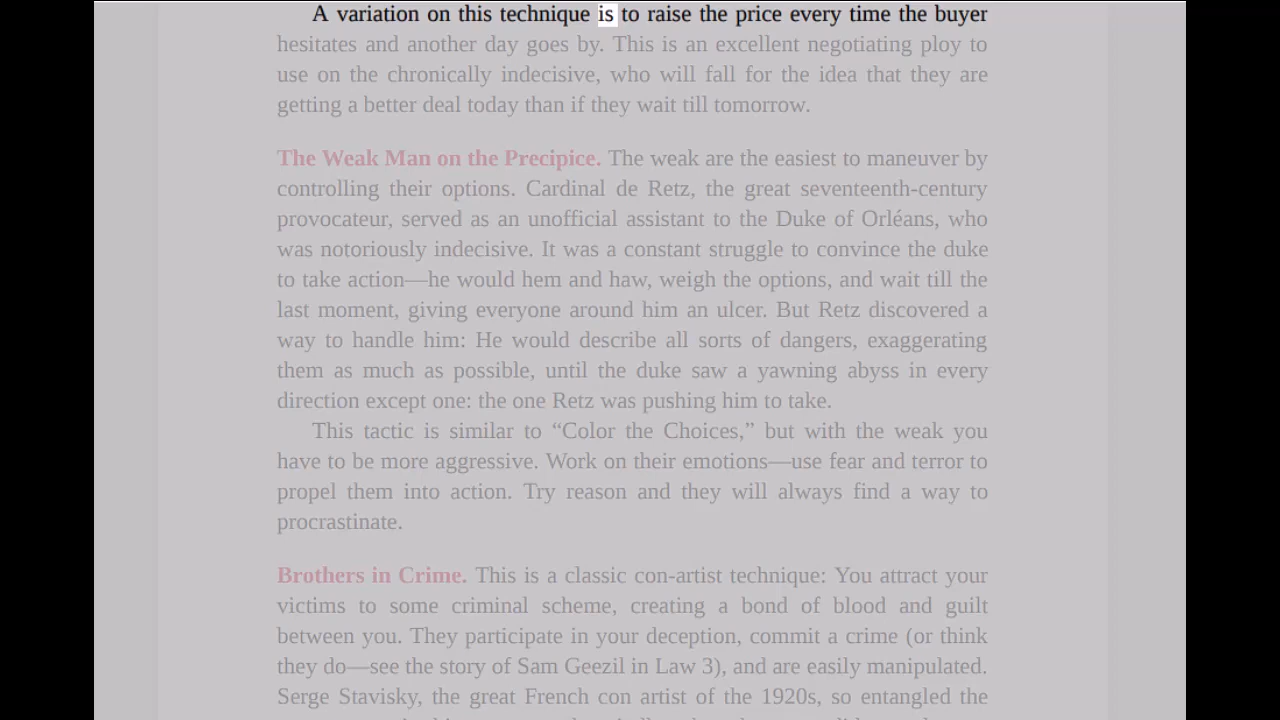 A variation on this technique is to raise the price every time the buyer
hesitates and another day goes by. This is an excellent negotiating ploy to
use on the chronically indecisive, who will fall for the idea that they are
getting a better deal today than if they wait till tomorrow.
The Weak Man on the Precipice. The weak are the easiest to maneuver by
controlling their options. Cardinal de Retz, the great seventeenth-century
provocateur, served as an unofficial assistant to the Duke of Orléans, who
was notoriously indecisive. It was a constant struggle to convince the duke
to take action—he would hem and haw, weigh the options, and wait till the
last moment, giving everyone around him an ulcer. But Retz discovered a
way to handle him: He would describe all sorts of dangers, exaggerating
them as much as possible, until the duke saw a yawning abyss in every
direction except one: the one Retz was pushing him to take.
This tactic is similar to “Color the Choices,” but with the weak you
have to be more aggressive. Work on their emotions—use fear and terror to
propel them into action. Try reason and they will always find a way to
procrastinate.
Brothers in Crime. This is a classic con-artist technique: You attract your
victims to some criminal scheme, creating a bond of blood and guilt
between you. They participate in your deception, commit a crime (or think
they do—see the story of Sam Geezil in Law 3), and are easily manipulated.
Serge Stavisky, the great French con artist of the 1920s, so entangled the